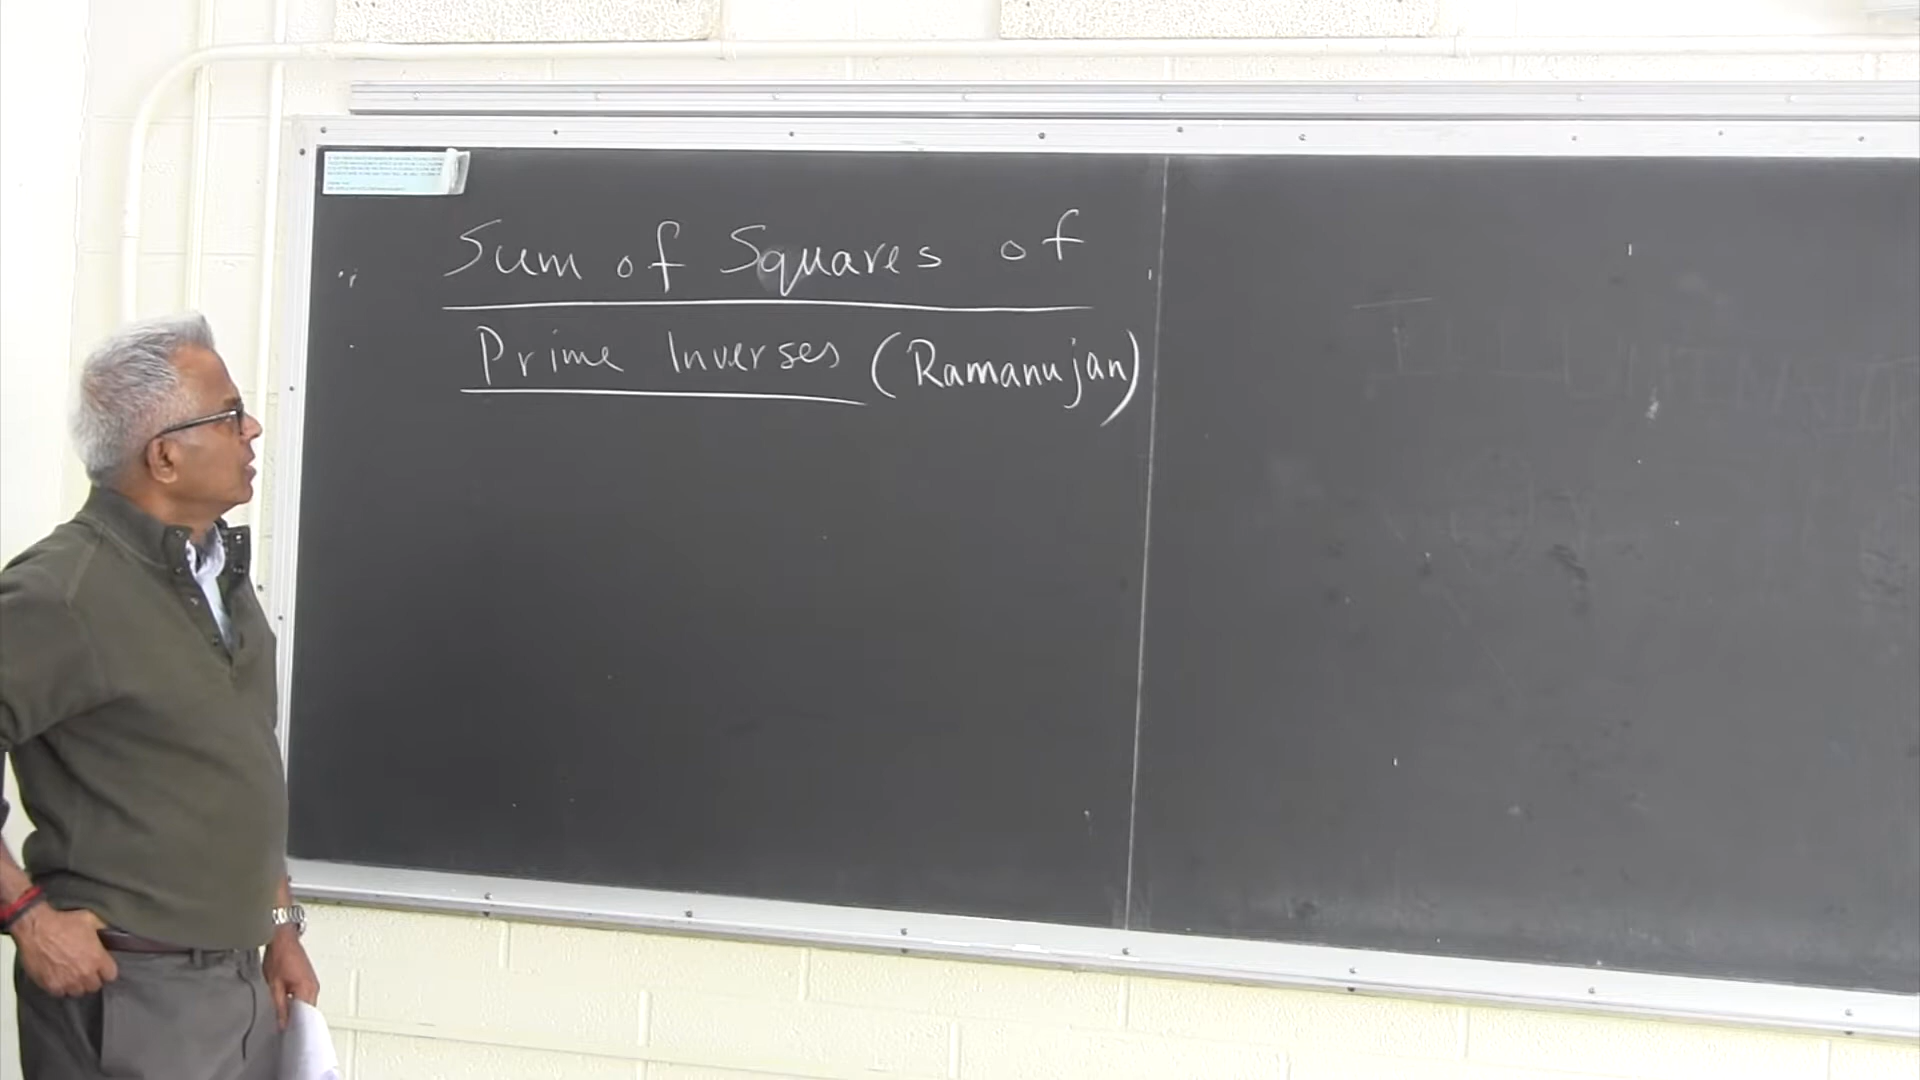 Sum of Squares of
Prime Inverses (Ramanujan)